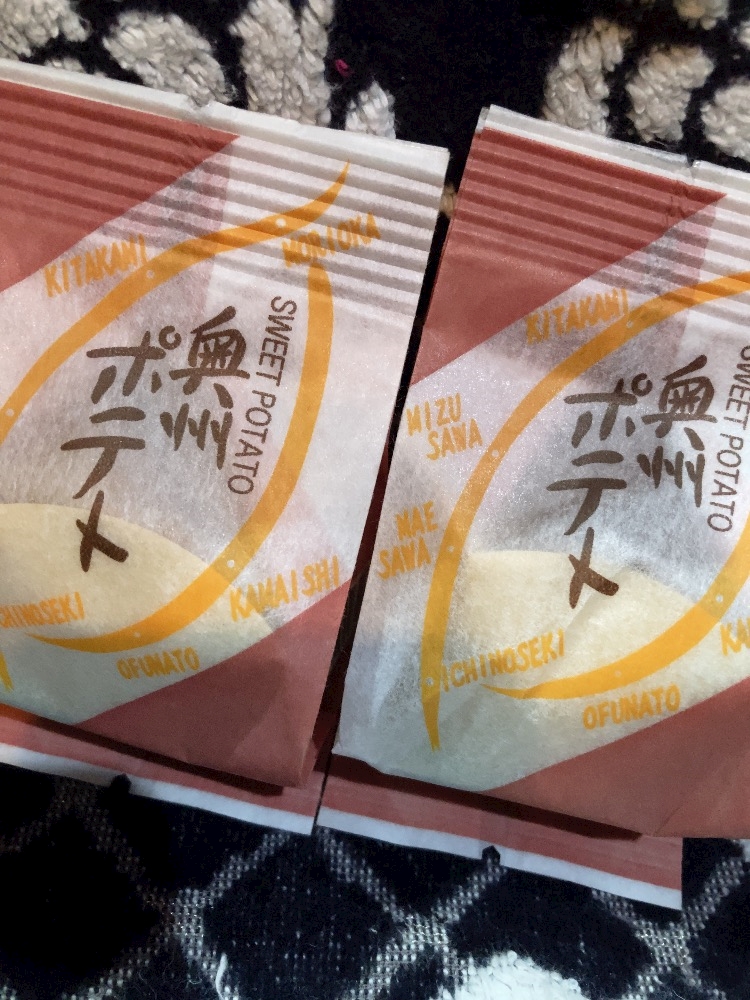 KITAKAMI
MORIOKA
SWEET POTATO
奥州
ポテト
KAMAISHI
ICHINOSEKI
OFUNATO
KITAKAMI
MIZU
SAWA
SWEET POTATO
奥州
ポテト
MAE
SAWA
ICHINOSEKI
OFUNATO